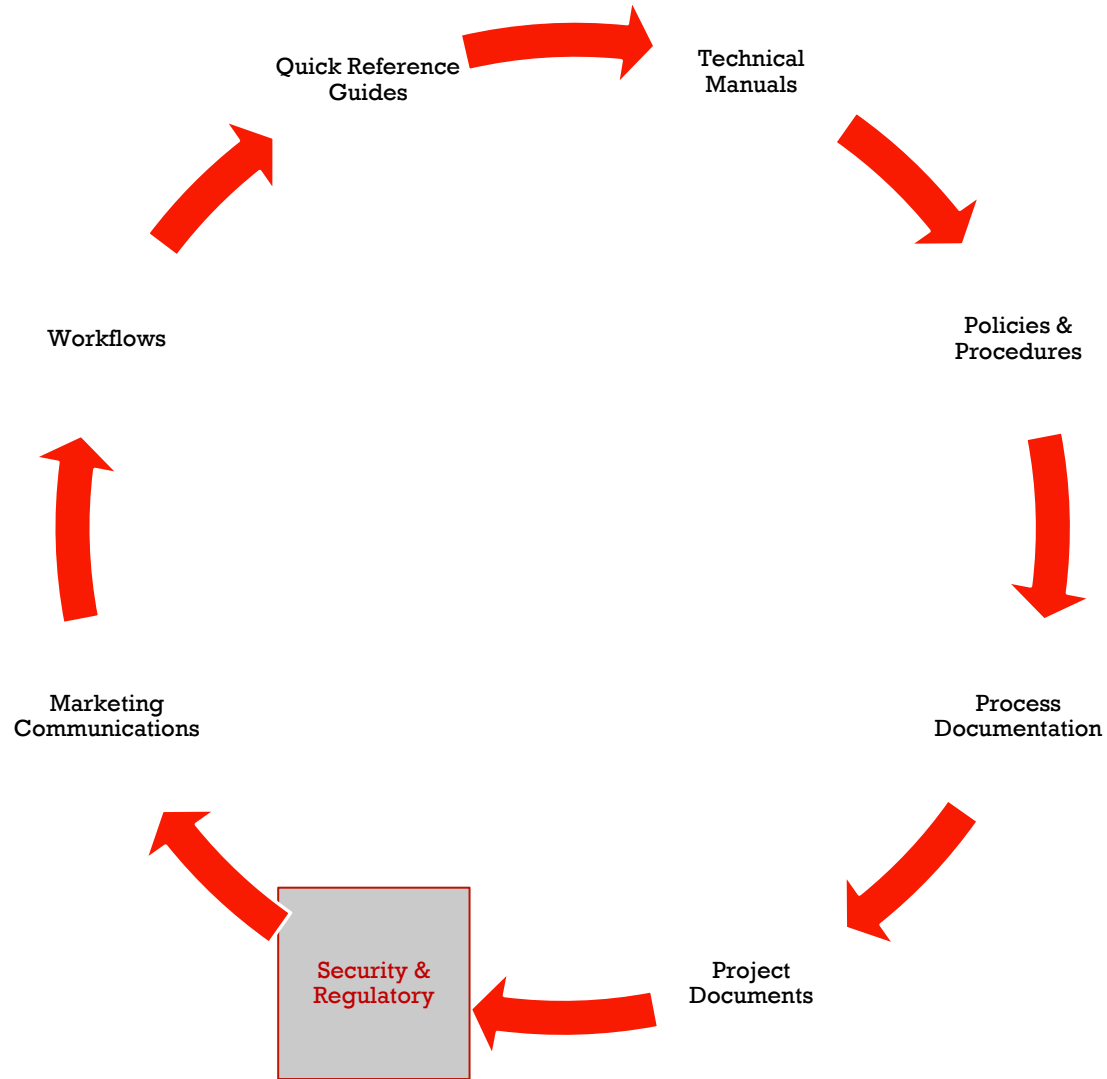 Quick Reference
Guides
Technical
Manuals
Policies &
Procedures
Process
Documentation
Project
Documents
Security &
Regulatory
Marketing
Communications
Workflows